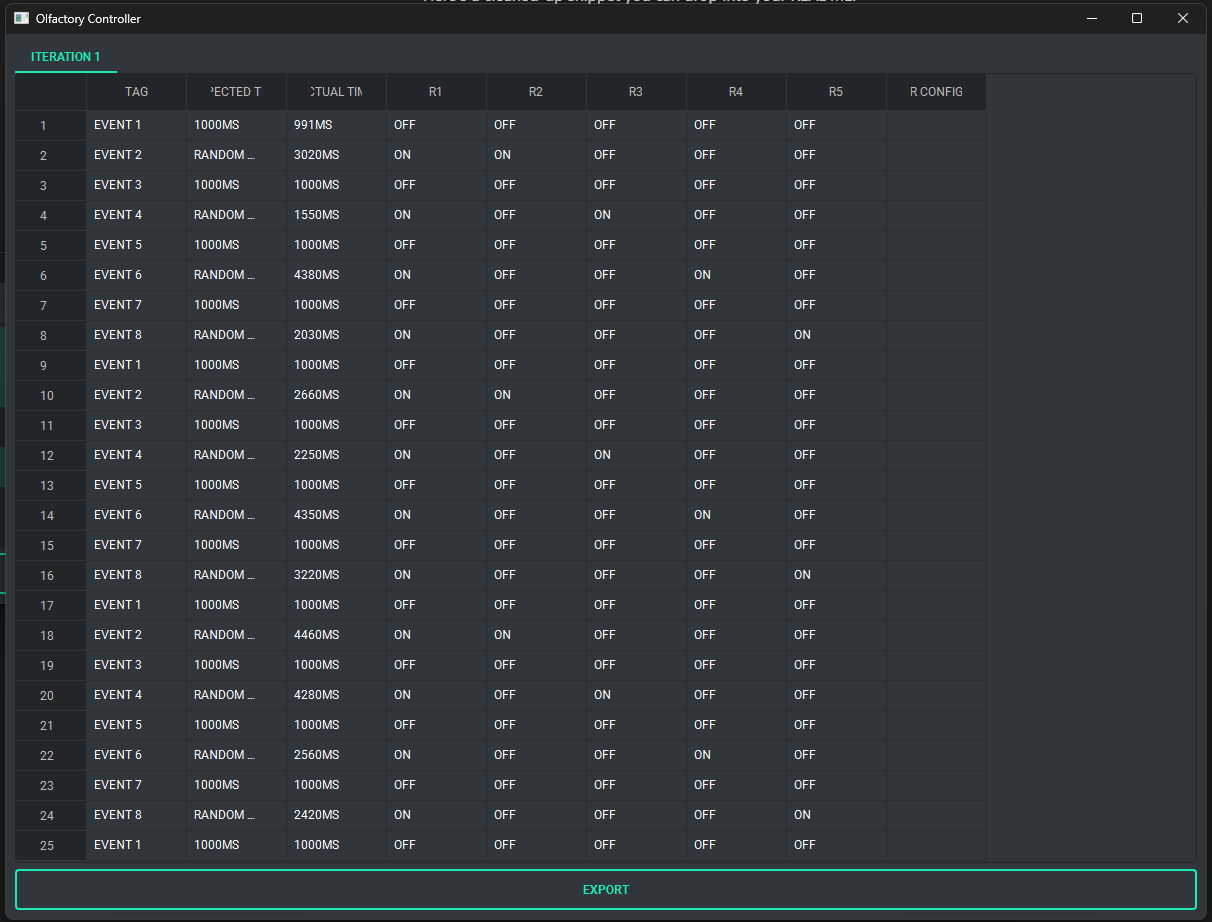 Olfactory Controller
ITERATION 1
TAG PECTED T CTUAL TIM R1 R2 R3 R4 R5 R CONFIG
1 EVENT 1 1000MS 991MS OFF OFF OFF OFF OFF
2 EVENT 2 RANDOM ... 3020MS ON ON OFF OFF OFF
3 EVENT 3 1000MS 1000MS OFF OFF OFF OFF OFF
4 EVENT 4 RANDOM ... 1550MS ON OFF ON OFF OFF
5 EVENT 5 1000MS 1000MS OFF OFF OFF OFF OFF
6 EVENT 6 RANDOM ... 4380MS ON OFF OFF ON OFF
7 EVENT 7 1000MS 1000MS OFF OFF OFF OFF OFF
8 EVENT 8 RANDOM ... 2030MS ON OFF OFF OFF ON
9 EVENT 1 1000MS 1000MS OFF OFF OFF OFF OFF
10 EVENT 2 RANDOM ... 2660MS ON ON OFF OFF OFF
11 EVENT 3 1000MS 1000MS OFF OFF OFF OFF OFF
12 EVENT 4 RANDOM ... 2250MS ON OFF ON OFF OFF
13 EVENT 5 1000MS 1000MS OFF OFF OFF OFF OFF
14 EVENT 6 RANDOM ... 4350MS ON OFF OFF ON OFF
15 EVENT 7 1000MS 1000MS OFF OFF OFF OFF OFF
16 EVENT 8 RANDOM ... 3220MS ON OFF OFF OFF ON
17 EVENT 1 1000MS 1000MS OFF OFF OFF OFF OFF
18 EVENT 2 RANDOM ... 4460MS ON ON OFF OFF OFF
19 EVENT 3 1000MS 1000MS OFF OFF OFF OFF OFF
20 EVENT 4 RANDOM ... 4280MS ON OFF ON OFF OFF
21 EVENT 5 1000MS 1000MS OFF OFF OFF OFF OFF
22 EVENT 6 RANDOM ... 2560MS ON OFF OFF ON OFF
23 EVENT 7 1000MS 1000MS OFF OFF OFF OFF OFF
24 EVENT 8 RANDOM ... 2420MS ON OFF OFF OFF ON
25 EVENT 1 1000MS 1000MS OFF OFF OFF OFF OFF
EXPORT